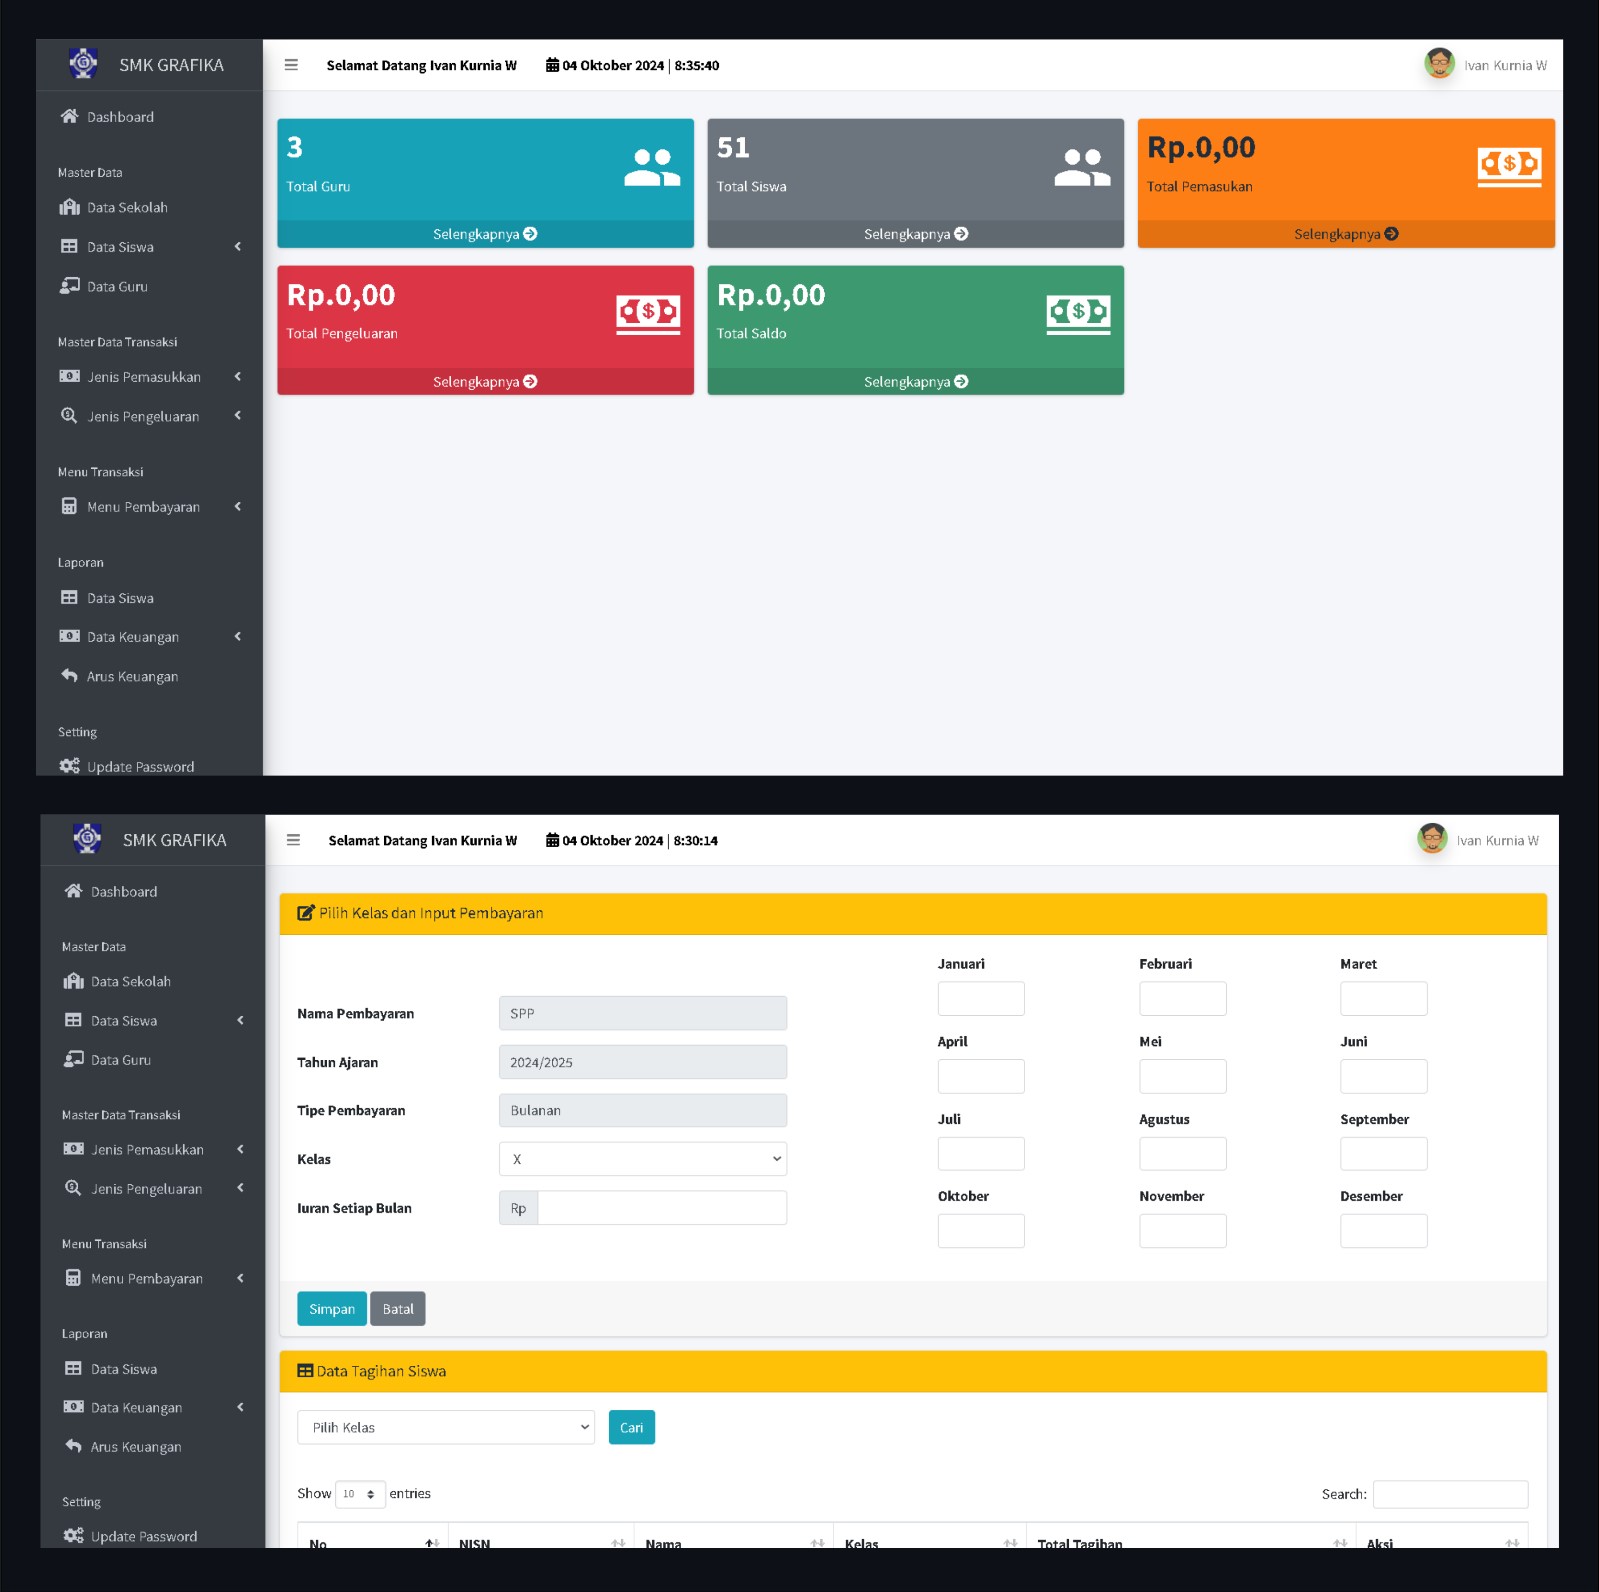 SMK GRAFIKA
Selamat Datang Ivan Kurnia W
04 Oktober 2024 | 8:35:40
Ivan Kurnia W
Dashboard
Master Data
Data Sekolah
Data Siswa
Data Guru
Master Data Transaksi
Jenis Pemasukkan
Jenis Pengeluaran
Menu Transaksi
Menu Pembayaran
Laporan
Data Siswa
Data Keuangan
Arus Keuangan
Setting
Update Password
3
Total Guru
Selengkapnya
51
Total Siswa
Selengkapnya
Rp.0,00
Total Pemasukan
Selengkapnya
Rp.0,00
Total Pengeluaran
Selengkapnya
Rp.0,00
Total Saldo
Selengkapnya
SMK GRAFIKA
Selamat Datang Ivan Kurnia W
04 Oktober 2024 | 8:30:14
Ivan Kurnia W
Dashboard
Master Data
Data Sekolah
Data Siswa
Data Guru
Master Data Transaksi
Jenis Pemasukkan
Jenis Pengeluaran
Menu Transaksi
Menu Pembayaran
Laporan
Data Siswa
Data Keuangan
Arus Keuangan
Setting
Update Password
Pilih Kelas dan Input Pembayaran
Nama Pembayaran SPP
Tahun Ajaran 2024/2025
Tipe Pembayaran Bulanan
Kelas X
Iuran Setiap Bulan Rp
Januari Februari Maret
April Mei Juni
Juli Agustus September
Oktober November Desember
Simpan Batal
Data Tagihan Siswa
Pilih Kelas Cari
Show 10 entries Search:
No NISN Nama Kelas Total Tagihan Aksi